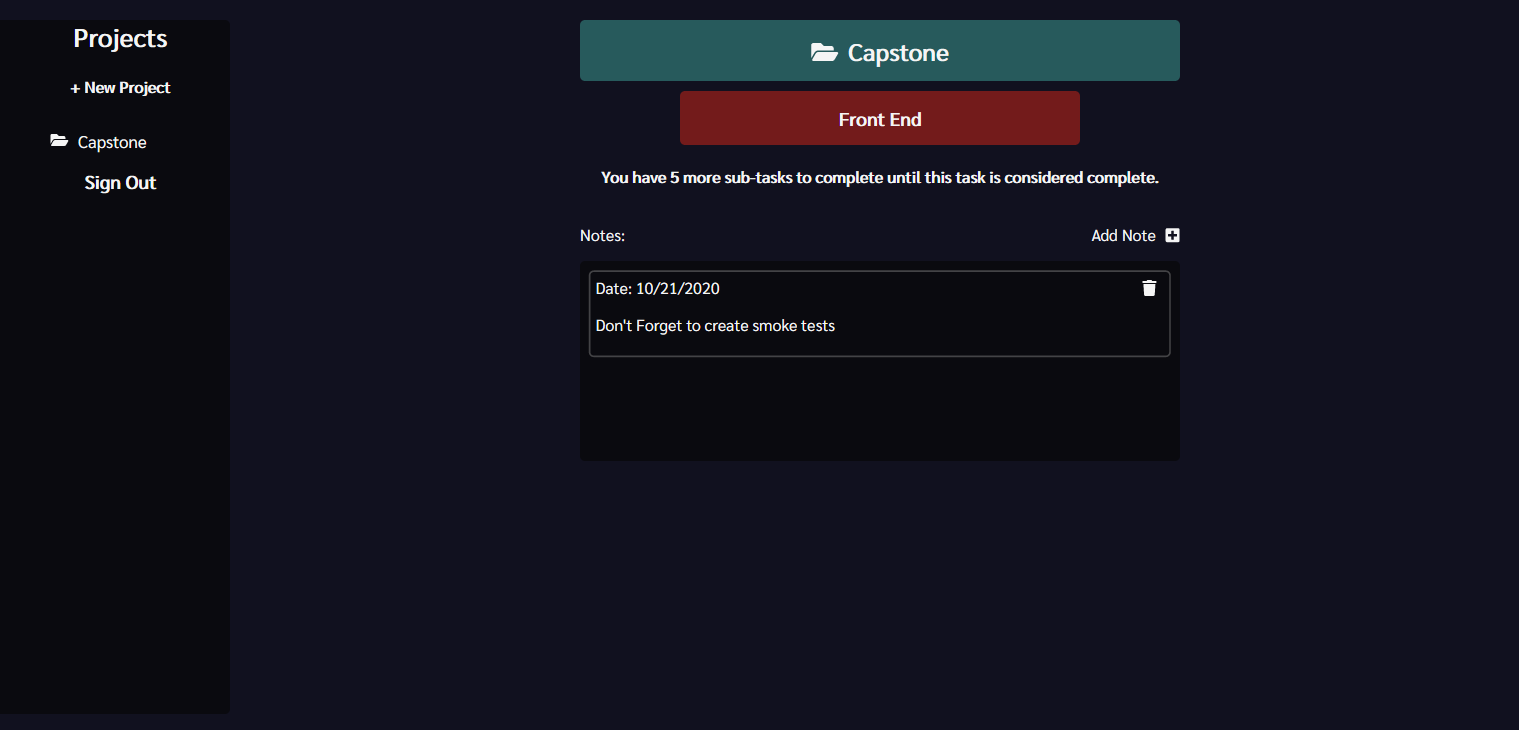 Projects
+ New Project
Capstone
Sign Out
Capstone
Front End
You have 5 more sub-tasks to complete until this task is considered complete.
Notes:
Add Note
Date: 10/21/2020
Don't Forget to create smoke tests